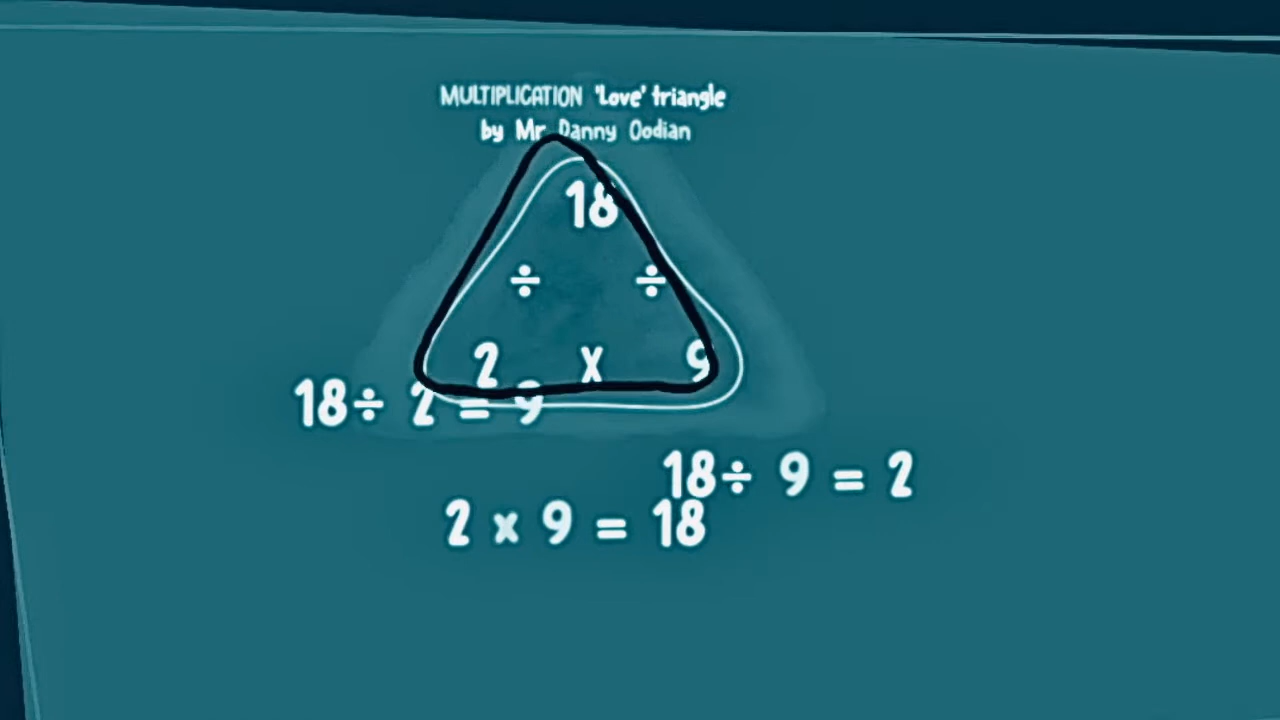 MULTIPLICATION 'Love' triangle
by Mr Danny Oodian
18
÷ ÷
2 x 9
18÷ 2 = 9
18÷ 9 = 2
2 x 9 = 18